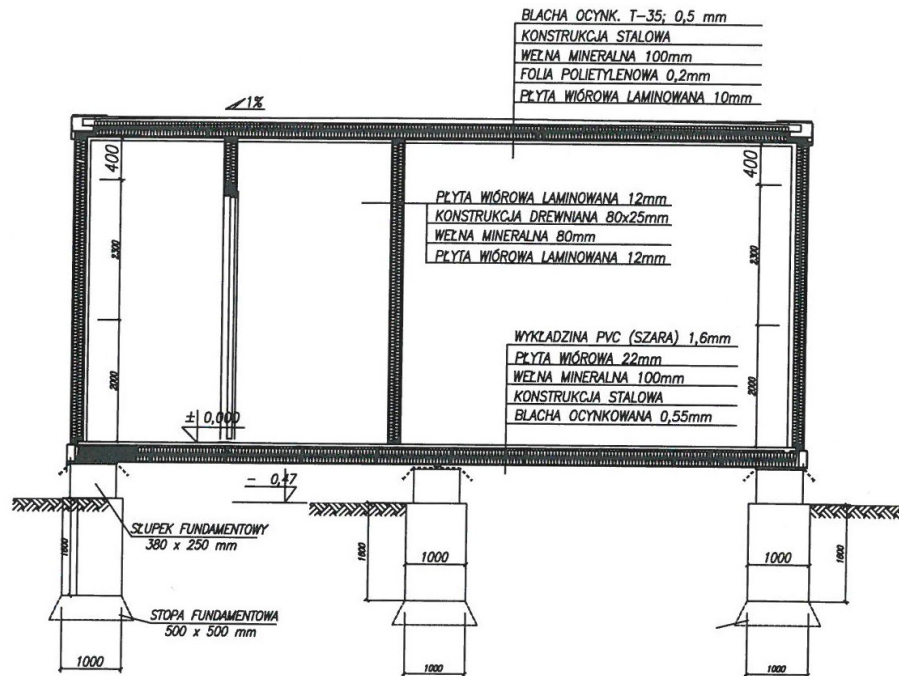 BLACHA OCYNK. T-35; 0,5 mm
KONSTRUKCJA STALOWA
WEŁNA MINERALNA 100mm
FOLIA POLIETYLENOWA 0,2mm
PŁYTA WIÓROWA LAMINOWANA 10mm
1%
400
400
PŁYTA WIÓROWA LAMINOWANA 12mm
KONSTRUKCJA DREWNIANA 80x25mm
WEŁNA MINERALNA 80mm
PŁYTA WIÓROWA LAMINOWANA 12mm
2300
2300
WYKŁADZINA PVC (SZARA) 1,6mm
PŁYTA WIÓROWA 22mm
WEŁNA MINERALNA 100mm
KONSTRUKCJA STALOWA
BLACHA OCYNKOWANA 0,55mm
2000
2000
± 0,000
- 0,47
SŁUPEK FUNDAMENTOWY
380 x 250 mm
1600
1000
1600
1000
1600
STOPA FUNDAMENTOWA
500 x 500 mm
1000
1000
1000